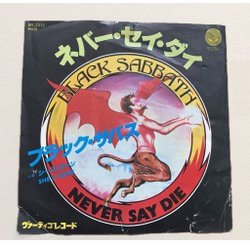 ネバー・セイ・ダイ
BLACK SABBATH
ブラック・サバス
NEVER SAY DIE
ヴァーティゴレコード